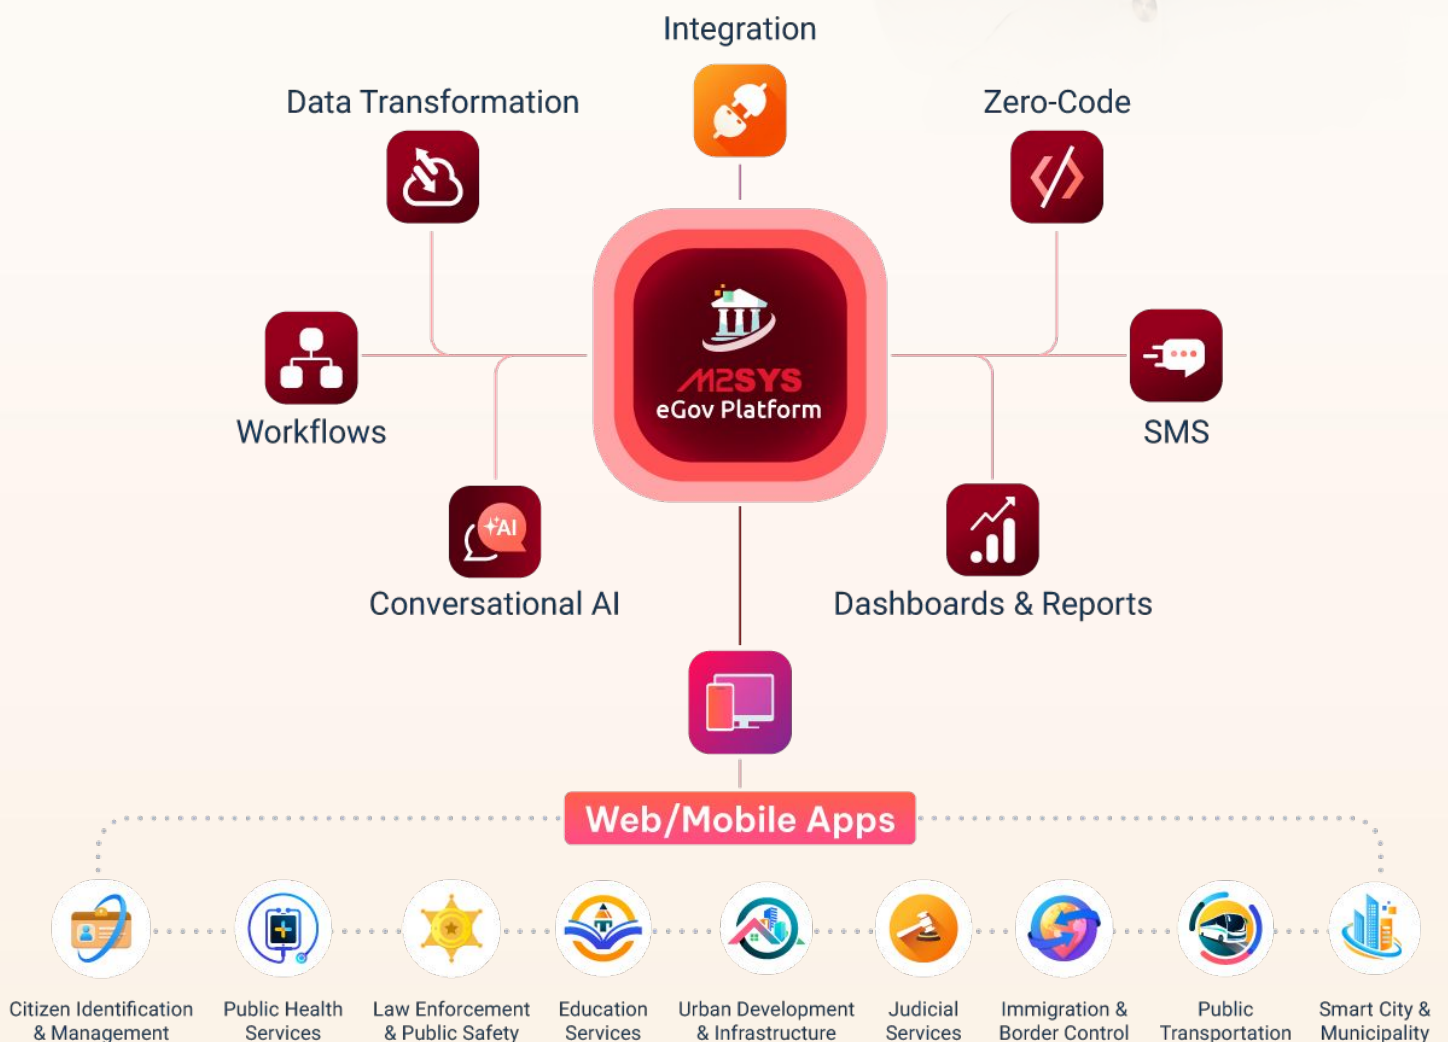 Integration
Data Transformation
Zero-Code
M2SYS
eGov Platform
Workflows
SMS
AI
Conversational AI
Dashboards & Reports
Web/Mobile Apps
Citizen Identification
& Management
Public Health
Services
Law Enforcement
& Public Safety
Education
Services
Urban Development
& Infrastructure
Judicial
Services
Immigration &
Border Control
Public
Transportation
Smart City &
Municipality